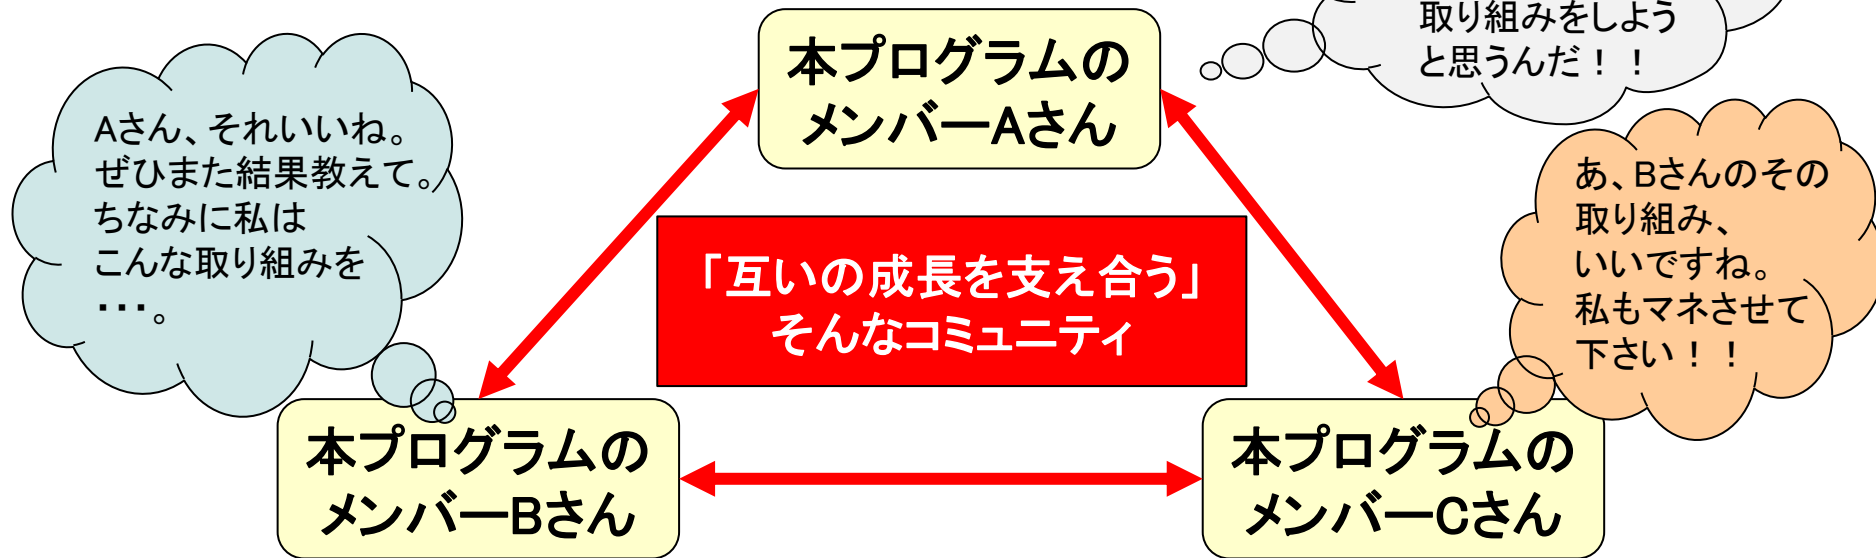 取り組みをしよう
と思うんだ！！
本プログラムの
メンバーAさん
Aさん、それいいね。
ぜひまた結果教えて。
ちなみに私は
こんな取り組みを
・・・。
あ、Bさんのその
取り組み、
いいですね。
私もマネさせて
下さい！！
「互いの成長を支え合う」
そんなコミュニティ
本プログラムの
メンバーBさん
本プログラムの
メンバーCさん